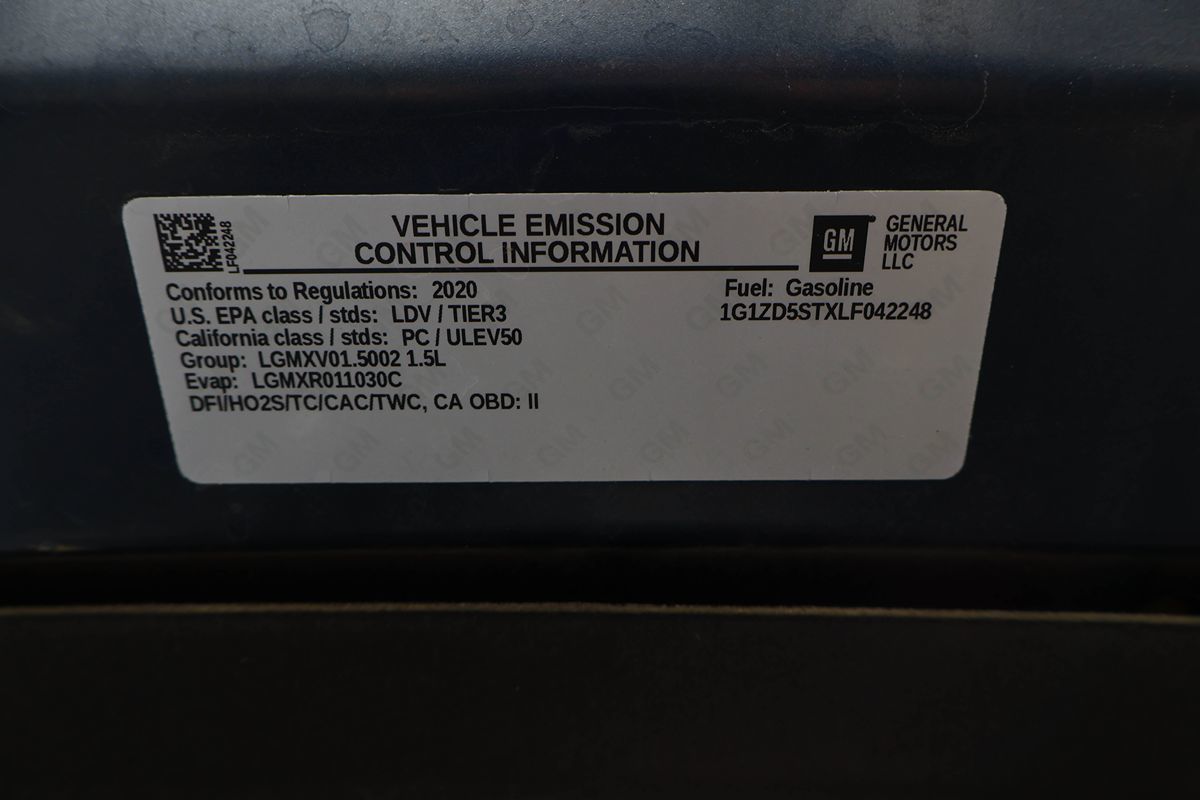 VEHICLE EMISSION
CONTROL INFORMATION
LF042248
GM
GENERAL
MOTORS
LLC
Conforms to Regulations: 2020
U.S. EPA class / stds: LDV / TIER3
California class / stds: PC / ULEV50
Group: LGMXV01.5002 1.5L
Evap: LGMXR011030C
DFI/HO2S/TC/CAC/TWC, CA OBD: II
Fuel: Gasoline
1G1ZD5STXLF042248